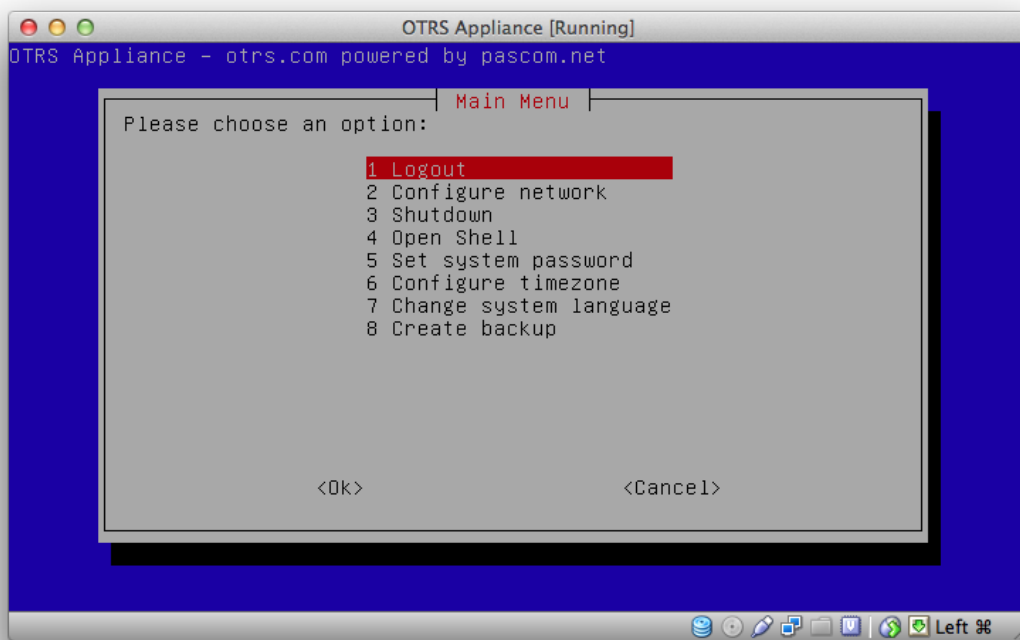 OTRS Appliance [Running]
OTRS Appliance - otrs.com powered by pascom.net
Main Menu
Please choose an option:
1 Logout
2 Configure network
3 Shutdown
4 Open Shell
5 Set system password
6 Configure timezone
7 Change system language
8 Create backup
<Ok> <Cancel>
Left ⌘